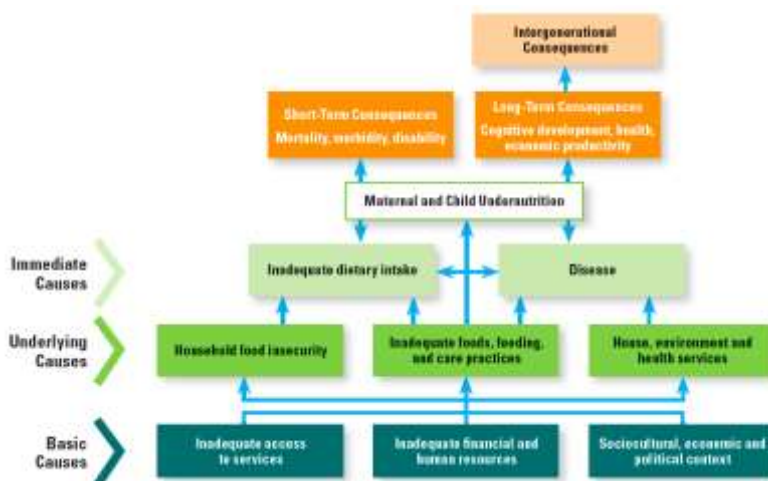 Intergenerational
Consequences
Short-Term Consequences
Mortality, morbidity, disability
Long-Term Consequences
Cognitive development, health,
economic productivity
Maternal and Child Undernutrition
Immediate
Causes
Inadequate dietary intake
Disease
Underlying
Causes
Household food insecurity
Inadequate foods, feeding,
and care practices
House, environment and
health services
Basic
Causes
Inadequate access
to services
Inadequate financial and
human resources
Sociocultural, economic and
political context